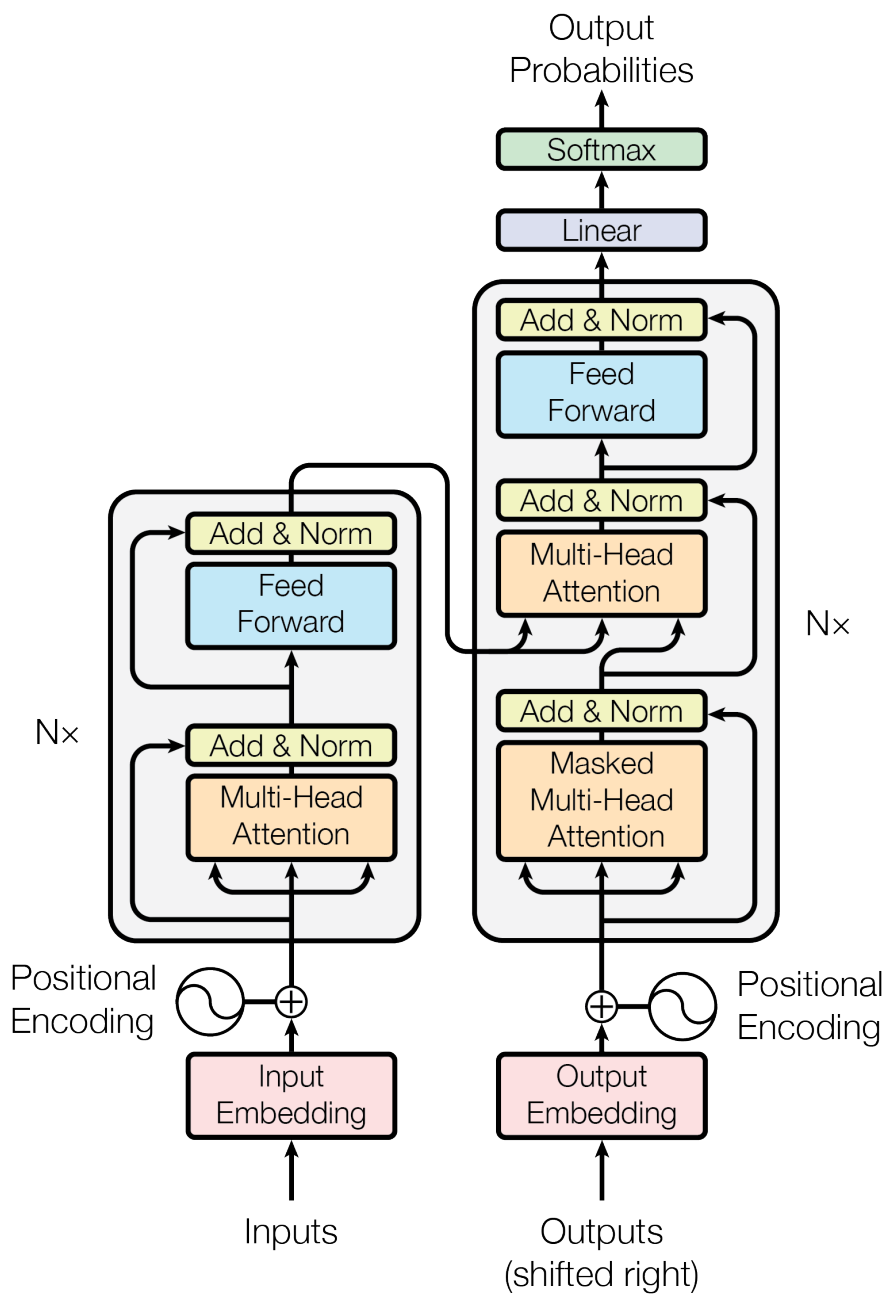 Output
Probabilities
Softmax
Linear
Add & Norm
Feed
Forward
Add & Norm
Multi-Head
Attention
Add & Norm
Masked
Multi-Head
Attention
N×
Add & Norm
Feed
Forward
Add & Norm
Multi-Head
Attention
N×
Positional
Encoding
Positional
Encoding
Input
Embedding
Output
Embedding
Inputs
Outputs
(shifted right)